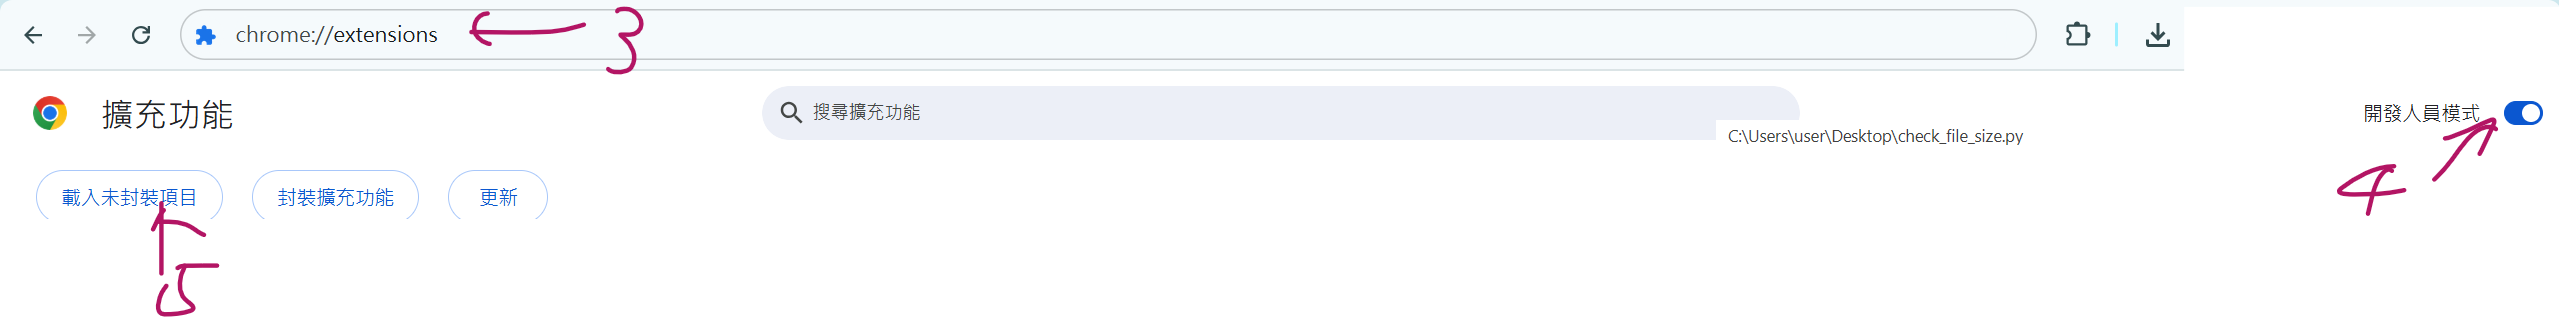 chrome://extensions
3
擴充功能
搜尋擴充功能
開發人員模式
C:\Users\user\Desktop\check_file_size.py
4
載入未封裝項目
封裝擴充功能
更新
5